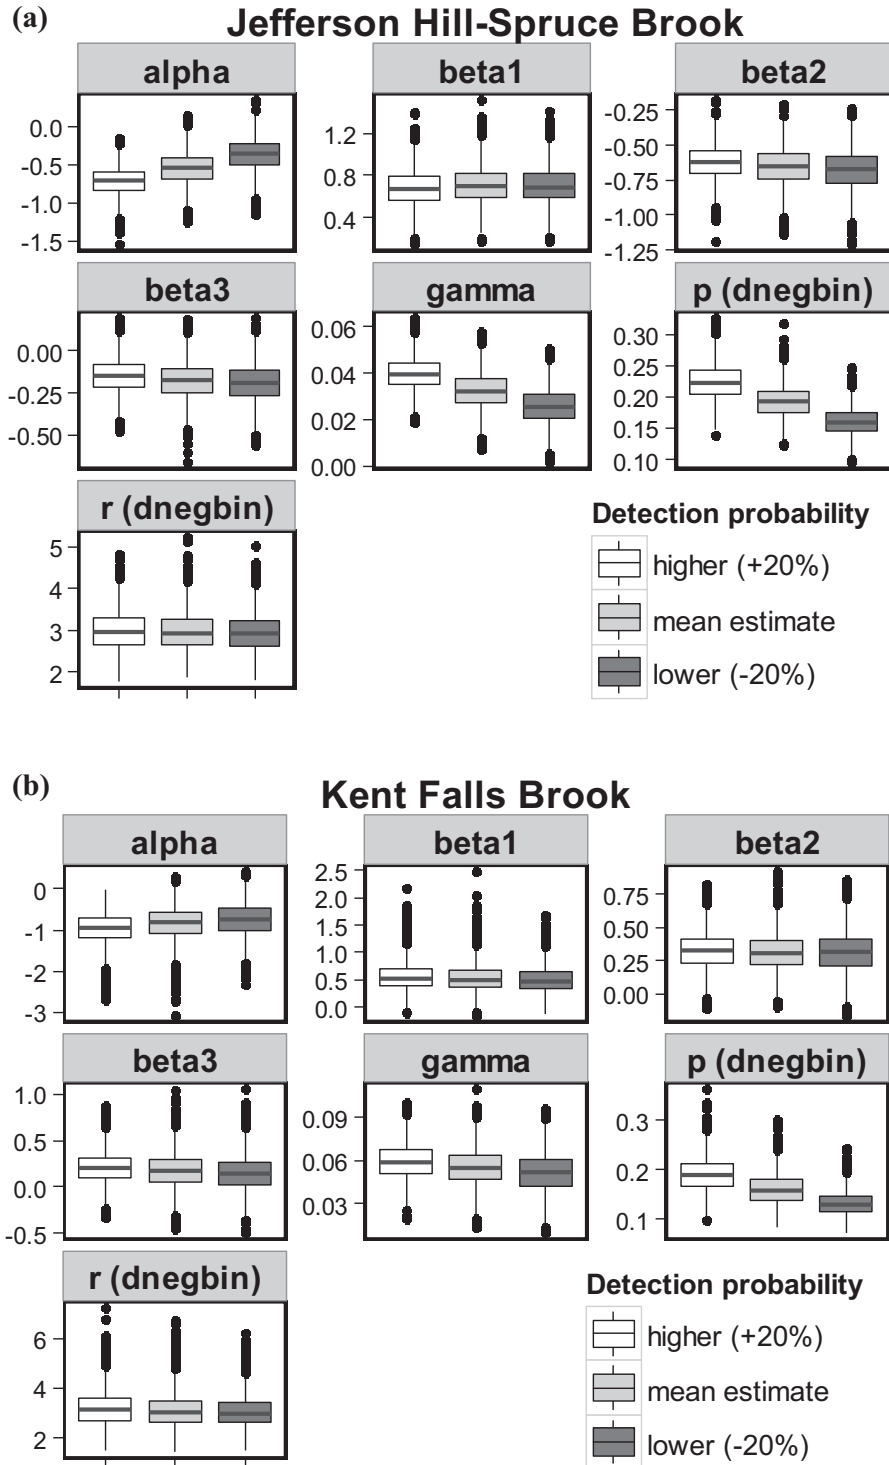 (a)
Jefferson Hill-Spruce Brook
alpha
beta1
beta2
0.0
-0.5
-1.0
-1.5
1.2
0.8
0.4
-0.25
-0.50
-0.75
-1.00
-1.25
beta3
gamma
p (dnegbin)
0.00
-0.25
-0.50
0.06
0.04
0.02
0.00
0.30
0.25
0.20
0.15
0.10
r (dnegbin)
5
4
3
2
Detection probability
higher (+20%)
mean estimate
lower (-20%)
(b)
Kent Falls Brook
alpha
beta1
beta2
0
-1
-2
-3
2.5
2.0
1.5
1.0
0.5
0.0
0.75
0.50
0.25
0.00
beta3
gamma
p (dnegbin)
1.0
0.5
0.0
-0.5
0.09
0.06
0.03
0.3
0.2
0.1
r (dnegbin)
6
4
2
Detection probability
higher (+20%)
mean estimate
lower (-20%)